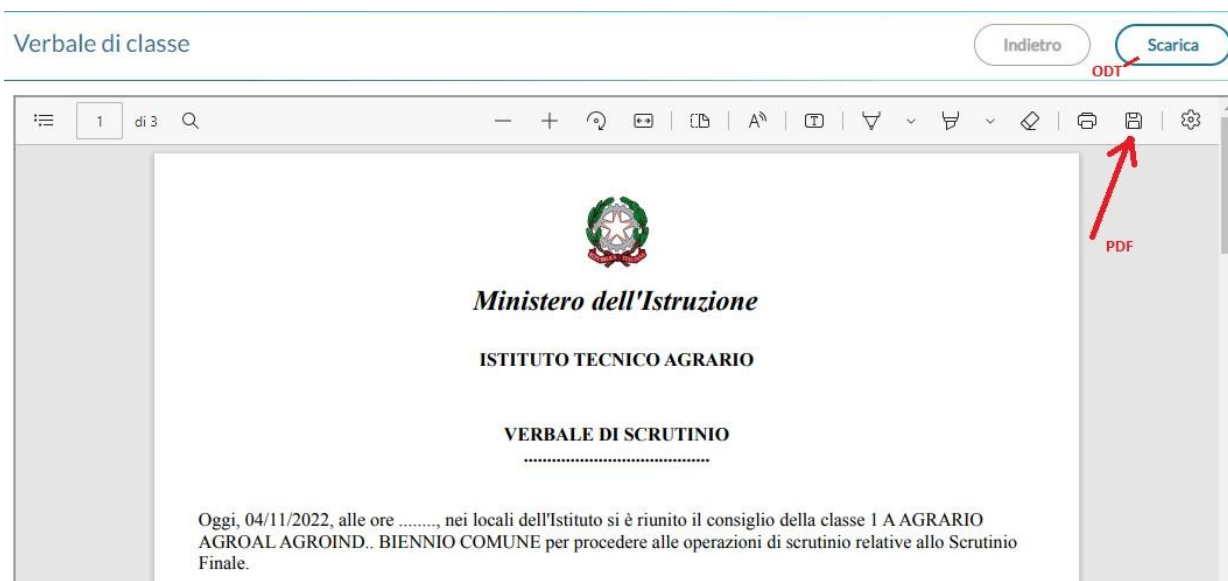 Verbale di classe
Indietro
Scarica
ODT
1 di 3
PDF
Ministero dell'Istruzione
ISTITUTO TECNICO AGRARIO
VERBALE DI SCRUTINIO
........................................
Oggi, 04/11/2022, alle ore ........, nei locali dell'Istituto si è riunito il consiglio della classe 1 A AGRARIO
AGROAL AGROIND.. BIENNIO COMUNE per procedere alle operazioni di scrutinio relative allo Scrutinio
Finale.